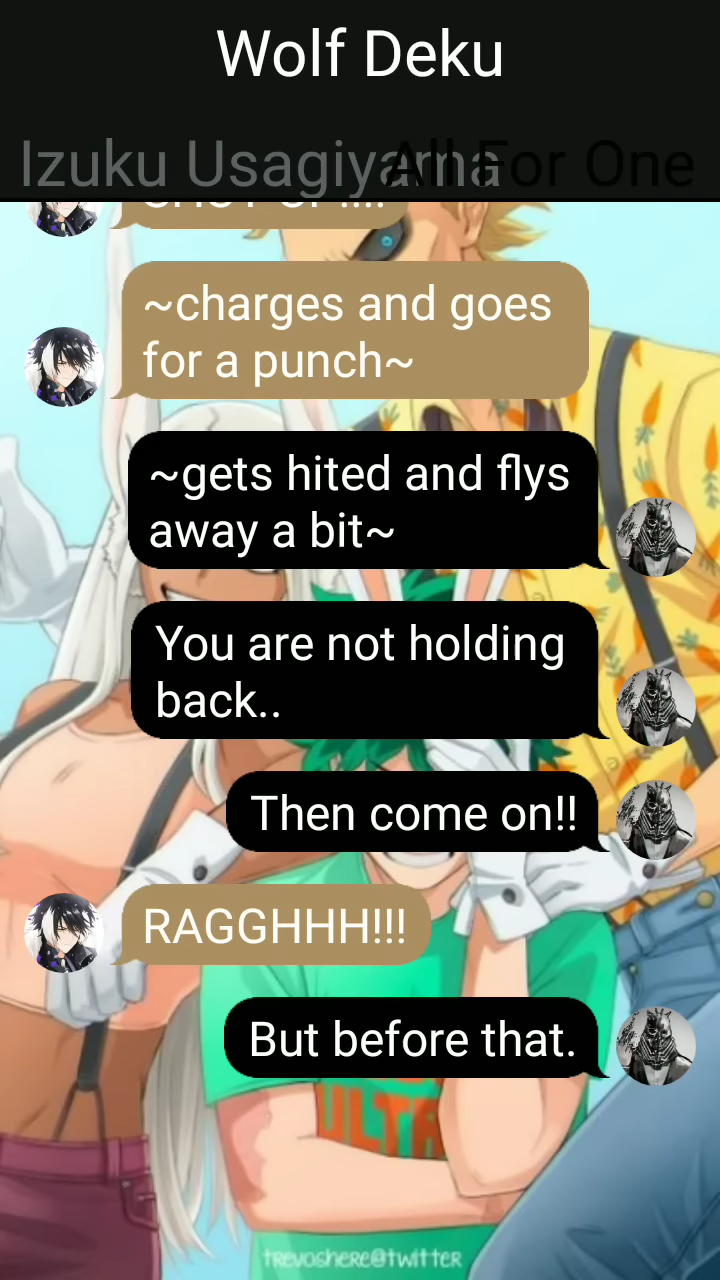 Wolf Deku
Izuku Usagiyama All For One
~charges and goes
for a punch~
~gets hited and flys
away a bit~
You are not holding
back..
Then come on!!
RAGGHHH!!!
But before that.
ULTRA
trevoshere@twitter